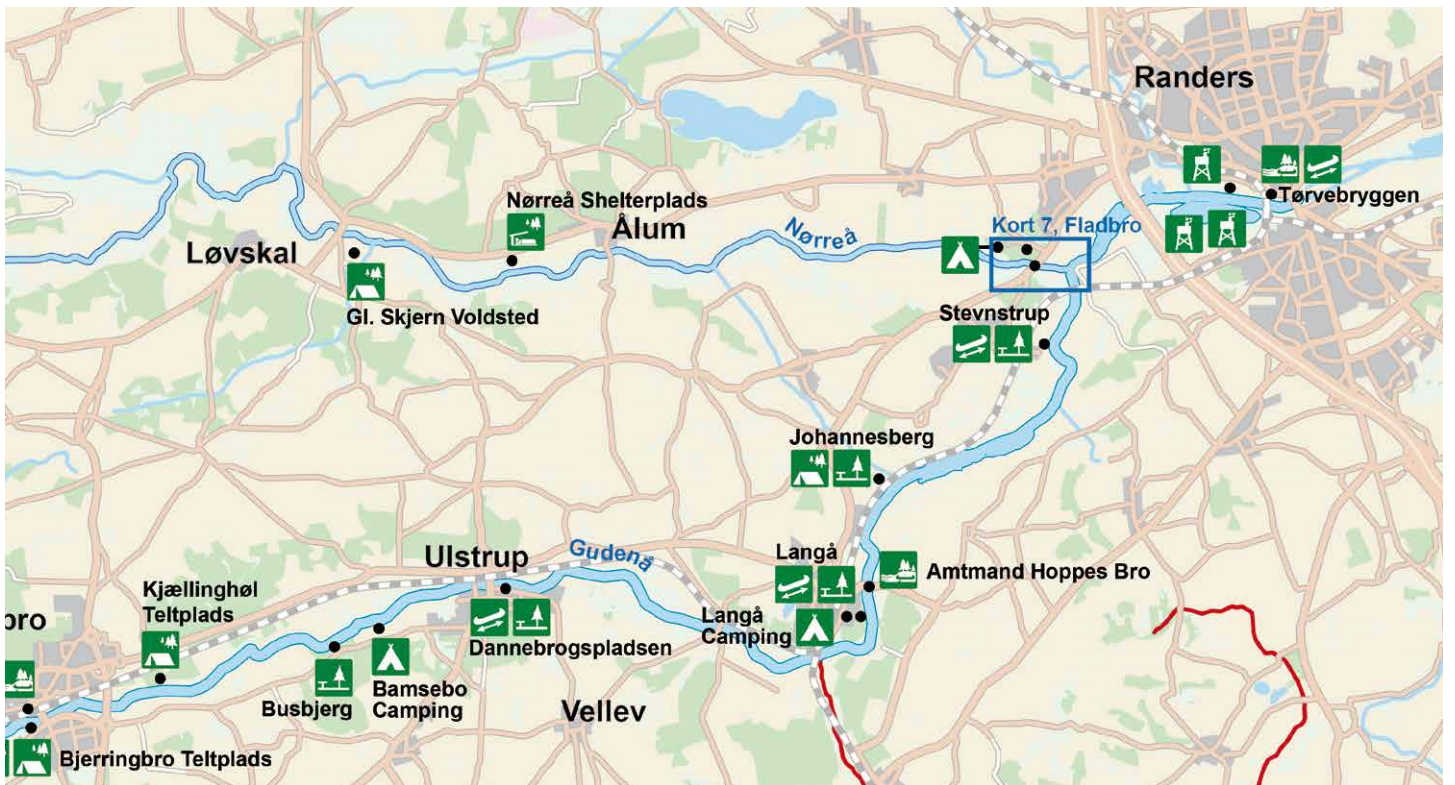 Randers
Tørvebryggen
Nørreå Shelterplads
Ålum
Nørreå
Kort 7, Fladbro
Løvskal
Gl. Skjern Voldsted
Stevnstrup
Johannesberg
Ulstrup
Gudenå
Langå
Amtmand Hoppes Bro
Kjællinghøl
Teltplads
Langå
Camping
bro
Dannebrogspladsen
Busbjerg
Bamsebo
Camping
Vellev
Bjerringbro Teltplads